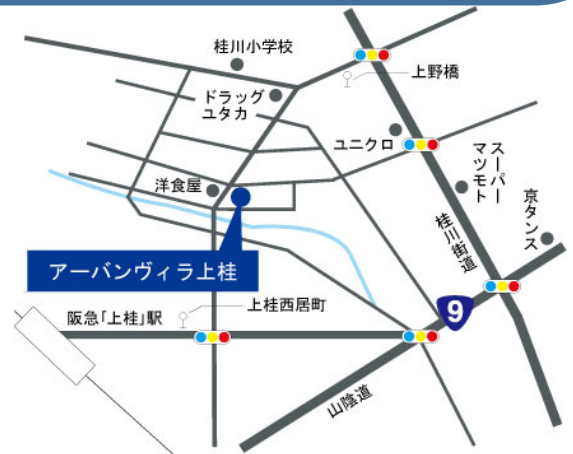 桂川小学校
上野橋
ドラッグ
ユタカ
ユニクロ
スーパー
マツモト
洋食屋
京タンス
桂川街道
アーバンヴィラ上桂
上桂西居町
阪急「上桂」駅
9
山陰道